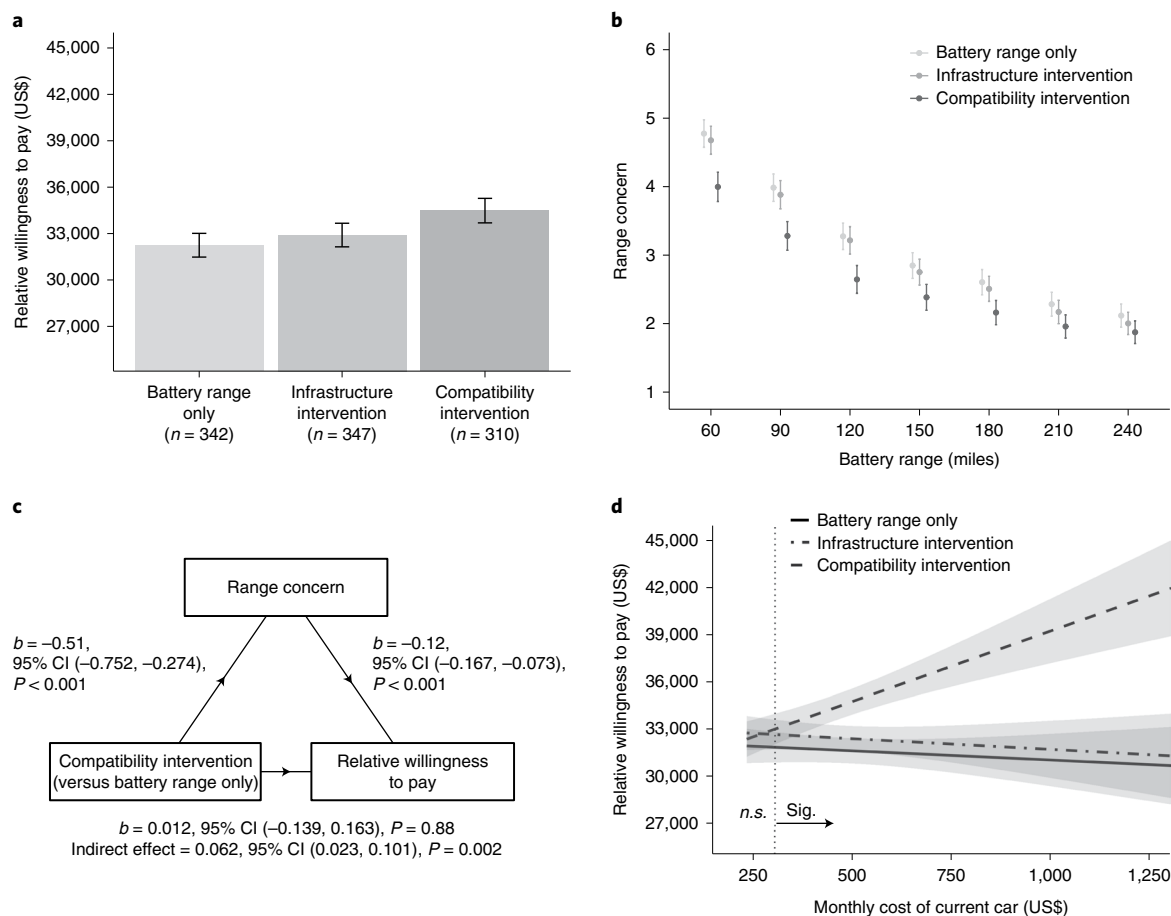 a
Relative willingness to pay (US$)
45,000
42,000
39,000
36,000
33,000
30,000
27,000
Battery range
only
(n = 342)
Infrastructure
intervention
(n = 347)
Compatibility
intervention
(n = 310)
b
Range concern
6
5
4
3
2
1
Battery range only
Infrastructure intervention
Compatibility intervention
60
90
120
150
180
210
240
Battery range (miles)
c
Range concern
b = –0.51,
95% CI (–0.752, –0.274),
P < 0.001
b = –0.12,
95% CI (–0.167, –0.073),
P < 0.001
Compatibility intervention
(versus battery range only)
Relative willingness
to pay
b = 0.012, 95% CI (–0.139, 0.163), P = 0.88
Indirect effect = 0.062, 95% CI (0.023, 0.101), P = 0.002
d
Relative willingness to pay (US$)
Battery range only
Infrastructure intervention
Compatibility intervention
45,000
42,000
39,000
36,000
33,000
30,000
27,000
n.s.
Sig.
250
500
750
1,000
1,250
Monthly cost of current car (US$)